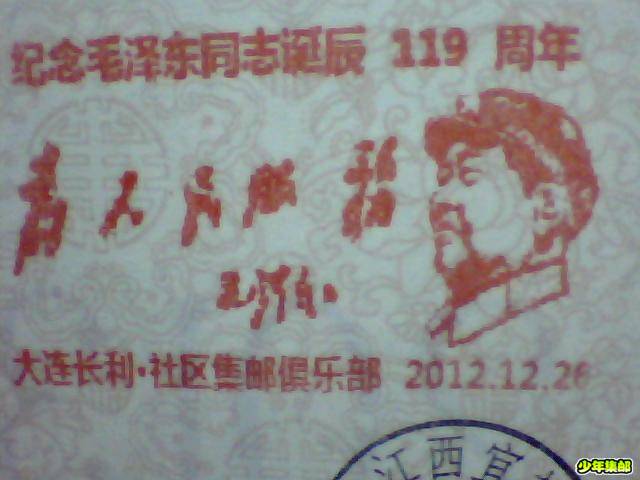 纪念毛泽东同志诞辰 119 周年
为人民服务
毛泽东
大连长利·社区集邮俱乐部 2012.12.26
江西宜
少年集邮